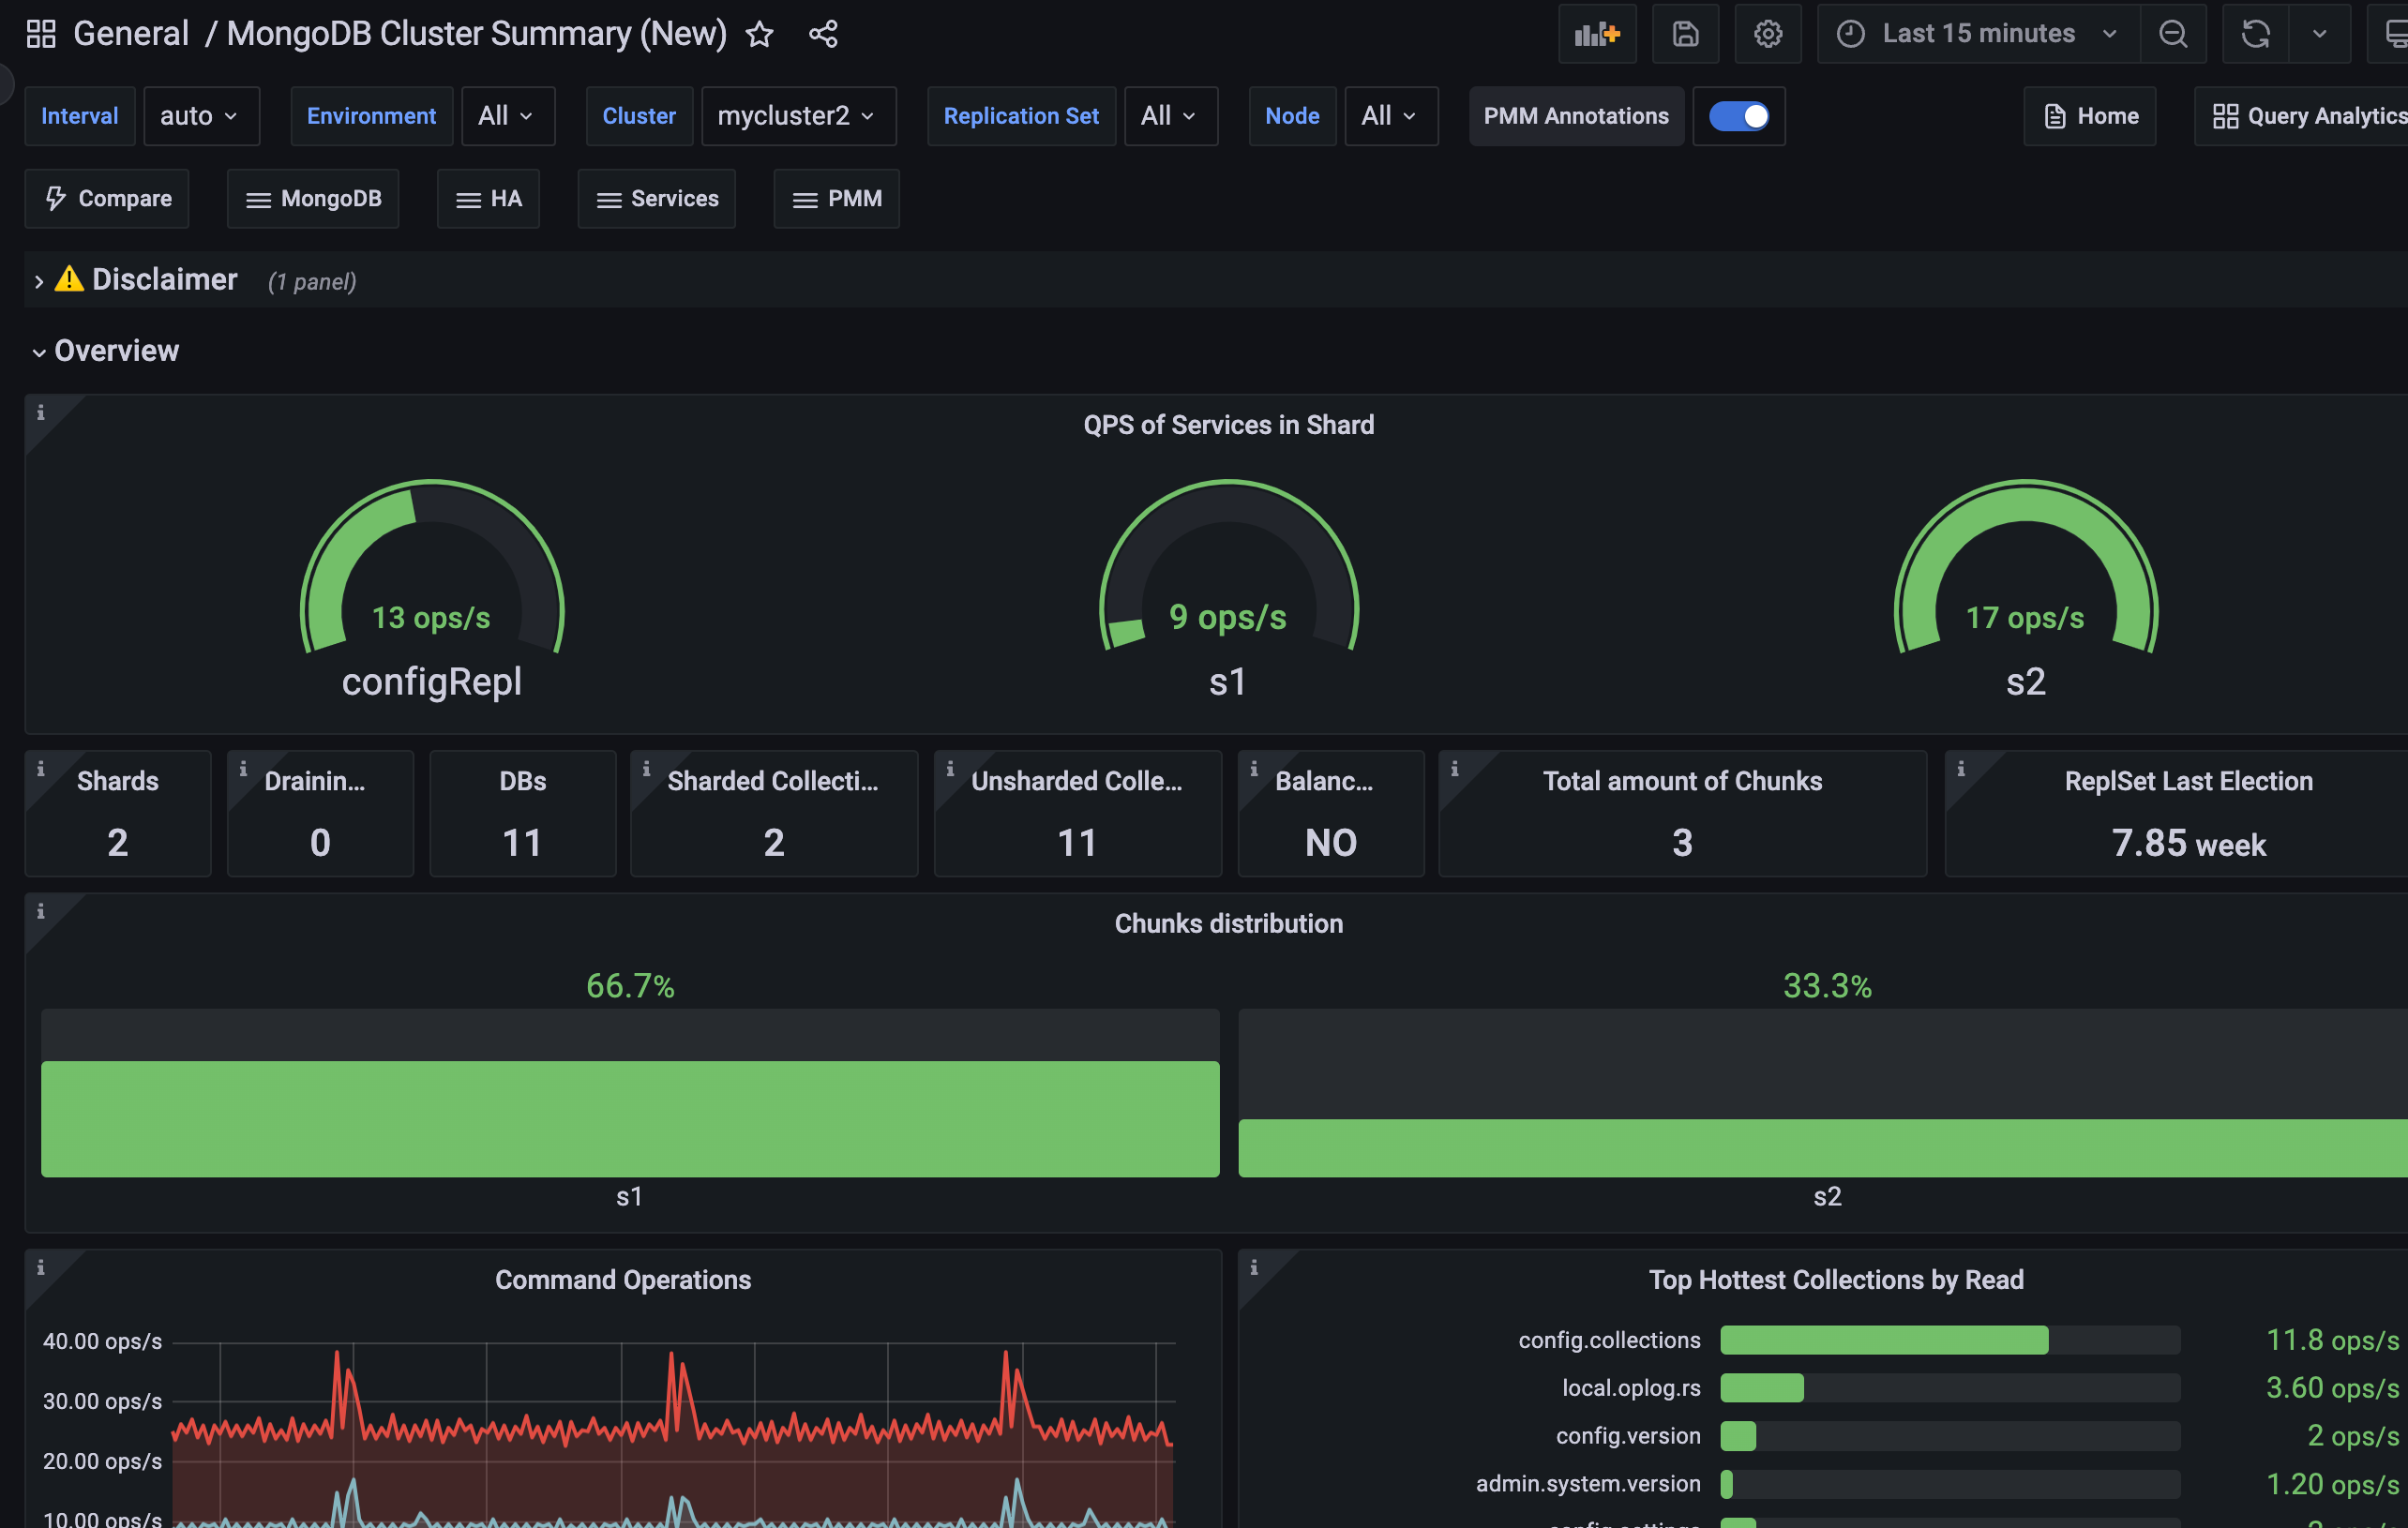 General / MongoDB Cluster Summary (New)
Last 15 minutes
Interval auto Environment All Cluster mycluster2 Replication Set All Node All PMM Annotations Home Query Analytics
Compare MongoDB HA Services PMM
Disclaimer (1 panel)
Overview
QPS of Services in Shard
13 ops/s 9 ops/s 17 ops/s
configRepl s1 s2
Shards Drainin... DBs Sharded Collecti... Unsharded Colle... Balanc... Total amount of Chunks ReplSet Last Election
2 0 11 2 11 NO 3 7.85 week
Chunks distribution
66.7% 33.3%
s1 s2
Command Operations
40.00 ops/s
30.00 ops/s
20.00 ops/s
10.00 ops/s
Top Hottest Collections by Read
config.collections 11.8 ops/s
local.oplog.rs 3.60 ops/s
config.version 2 ops/s
admin.system.version 1.20 ops/s